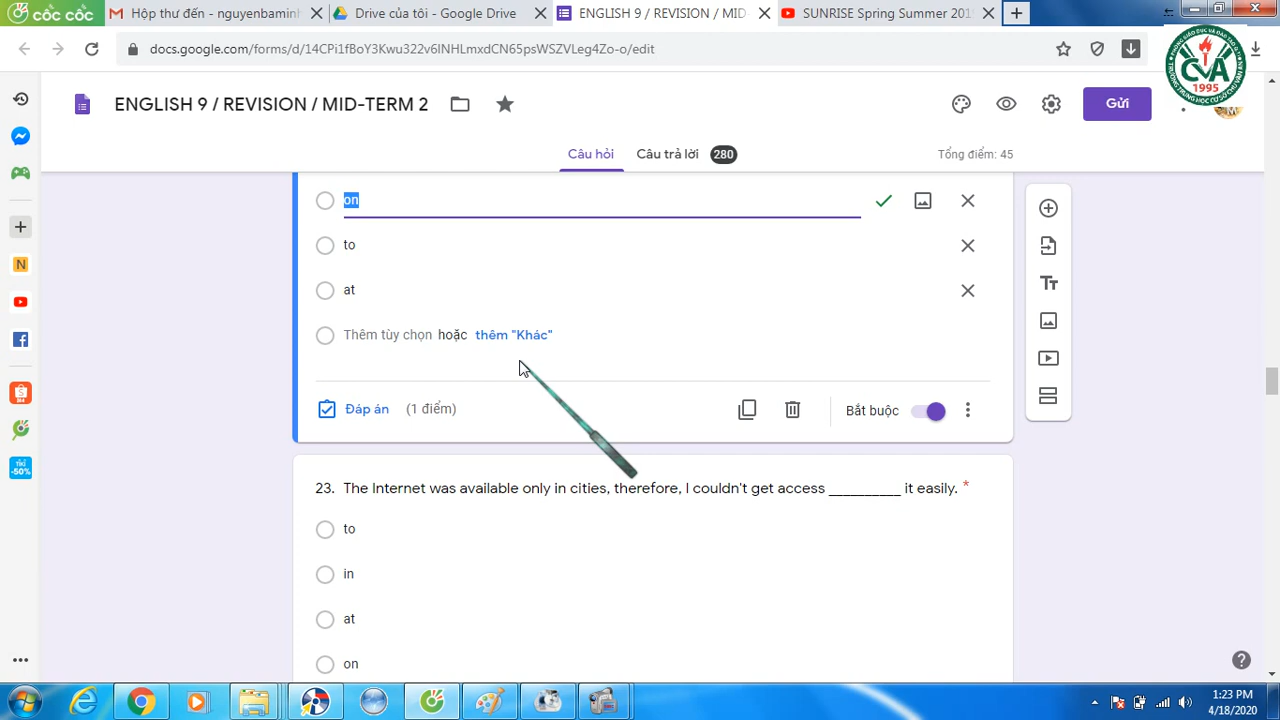 cốc cốc
Hộp thư đến - nguyenbaminh
Drive của tôi - Google Drive
ENGLISH 9 / REVISION / MID
SUNRISE Spring Summer 201
docs.google.com/forms/d/14CPi1fBoY3Kwu322V6lNHLmxdCN65psWSZVLeg4Zo-o/edit
CVA
1995
ENGLISH 9 / REVISION / MID-TERM 2
Gửi
Câu hỏi
Câu trả lời 280
Tổng điểm: 45
on
to
at
Thêm tùy chọn hoặc thêm "Khác"
Đáp án (1 điểm)
Bắt buộc
23. The Internet was available only in cities, therefore, I couldn't get access __________ it easily. *
to
in
at
on
1:23 PM
4/18/2020